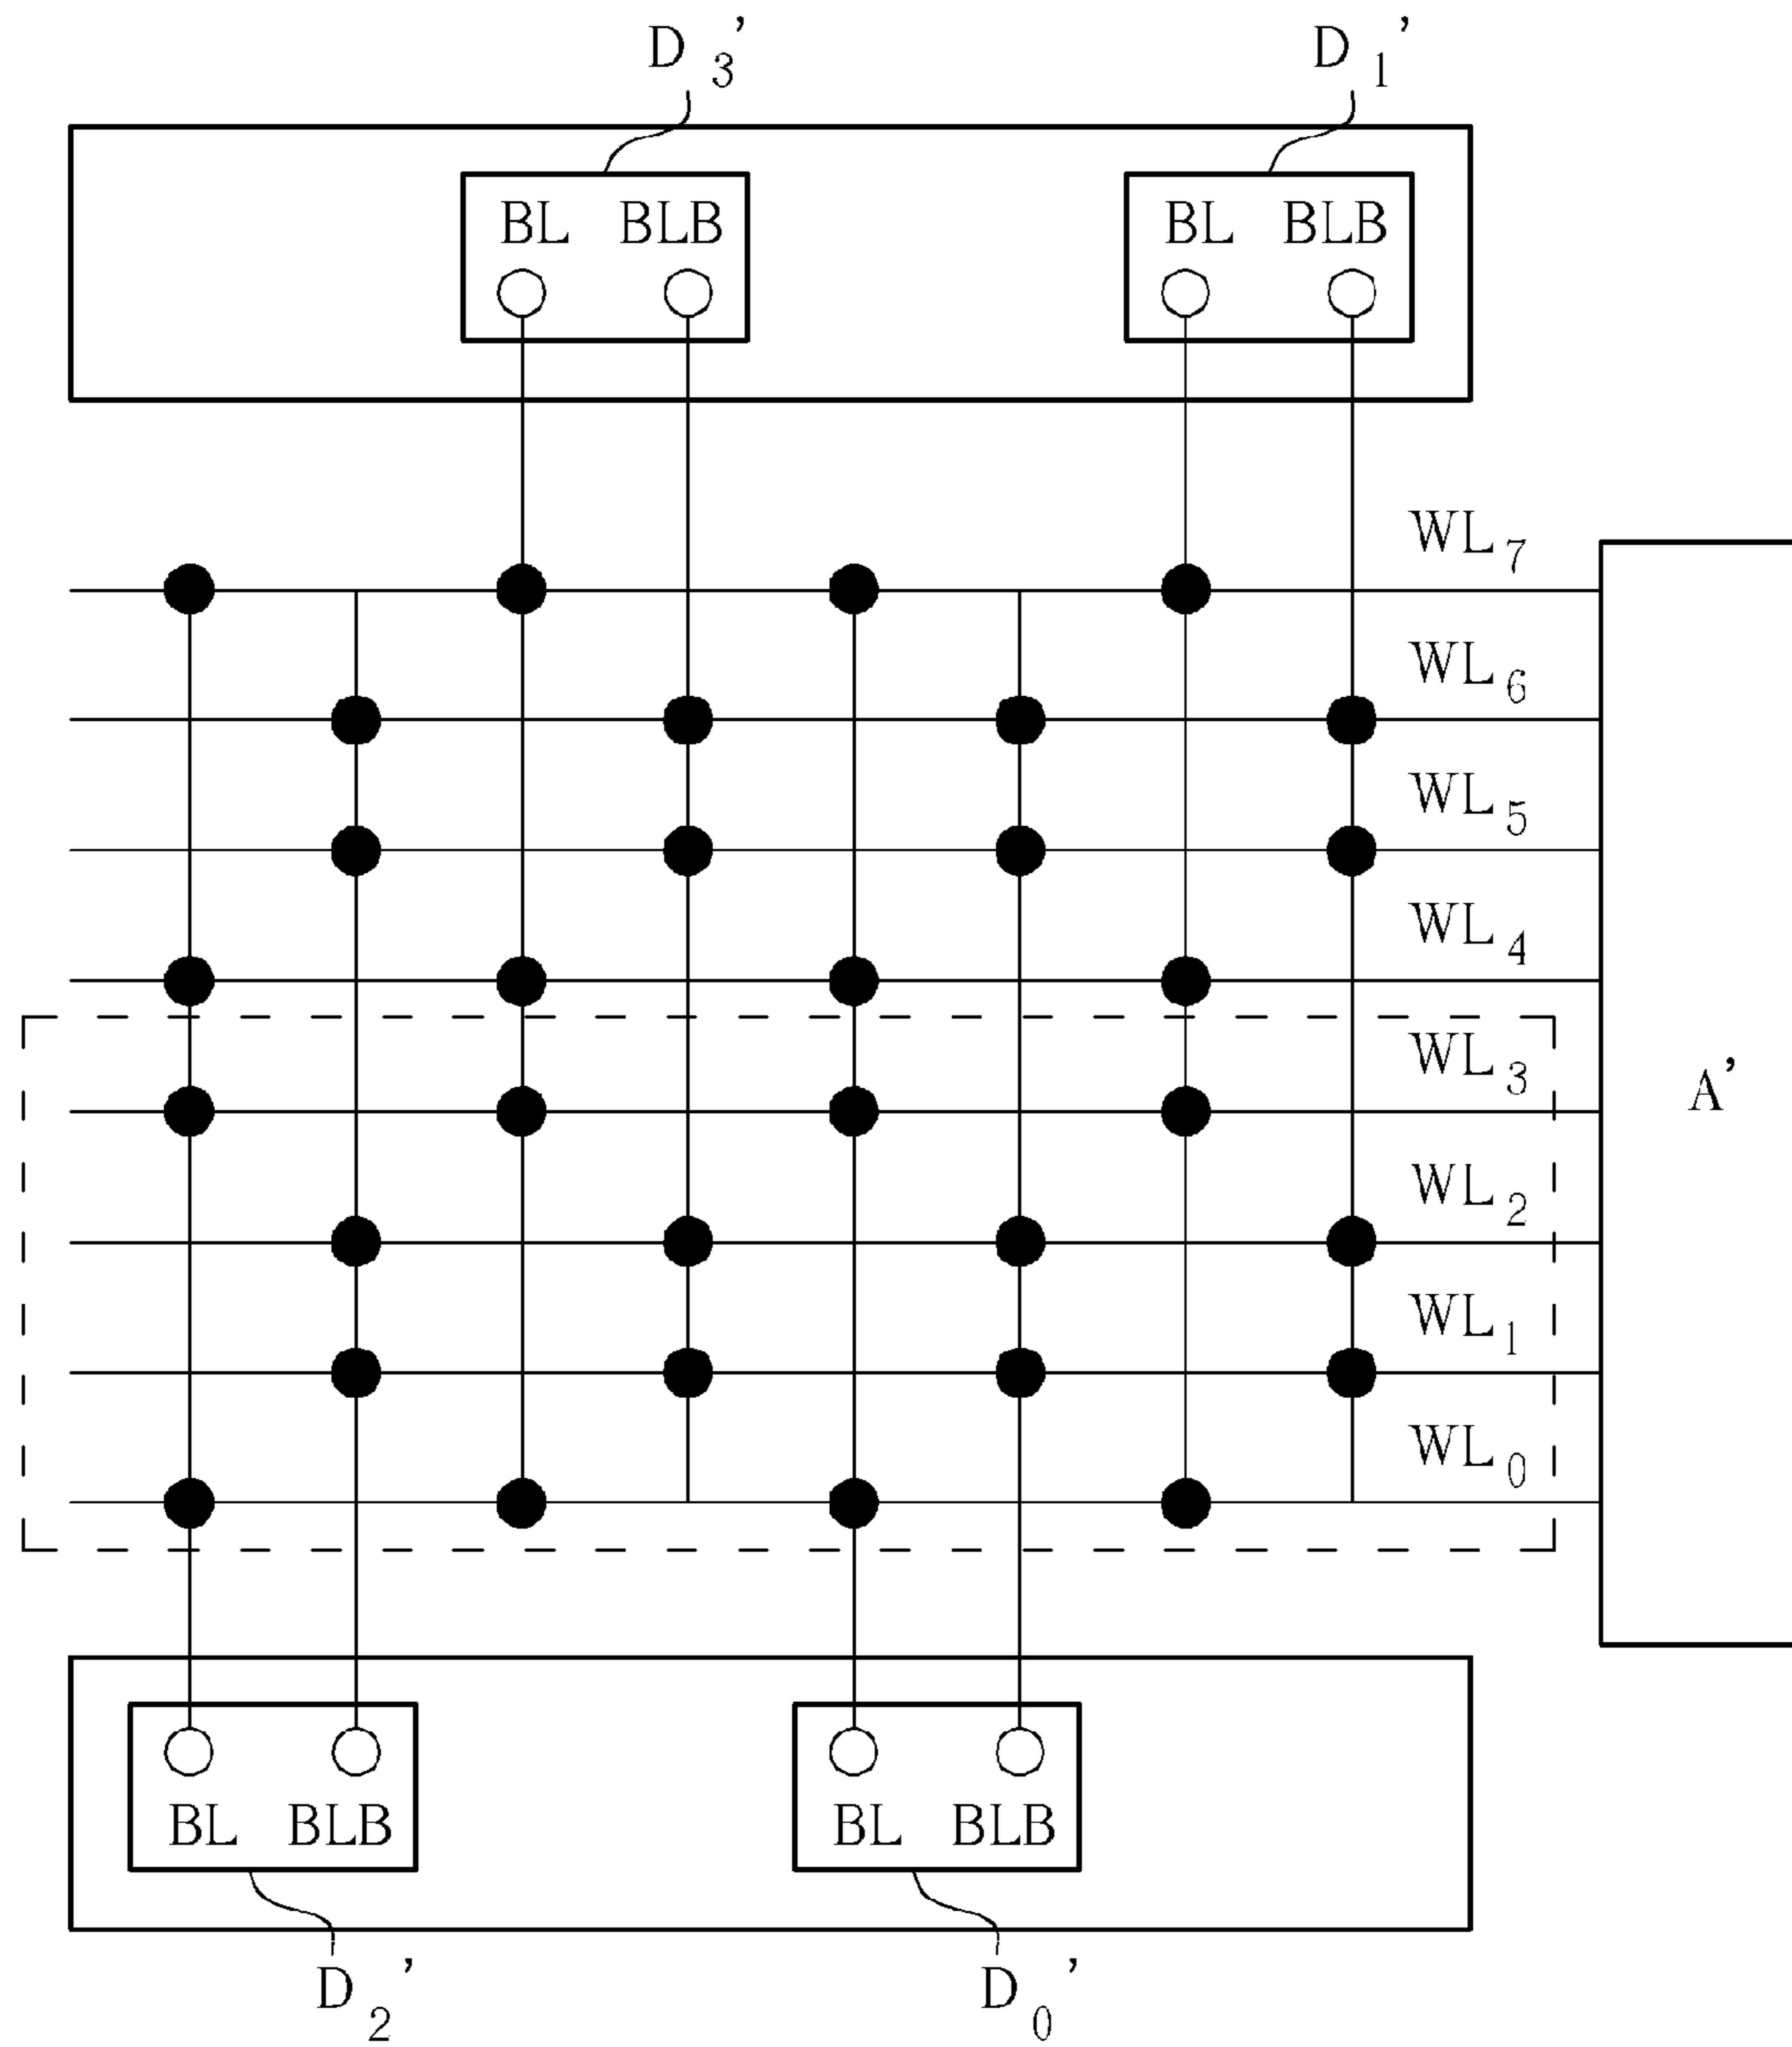 D3' D1'
BL BLB BL BLB
WL7
WL6
WL5
WL4
WL3
A'
WL2
WL1
WL0
BL BLB BL BLB
D2' D0'